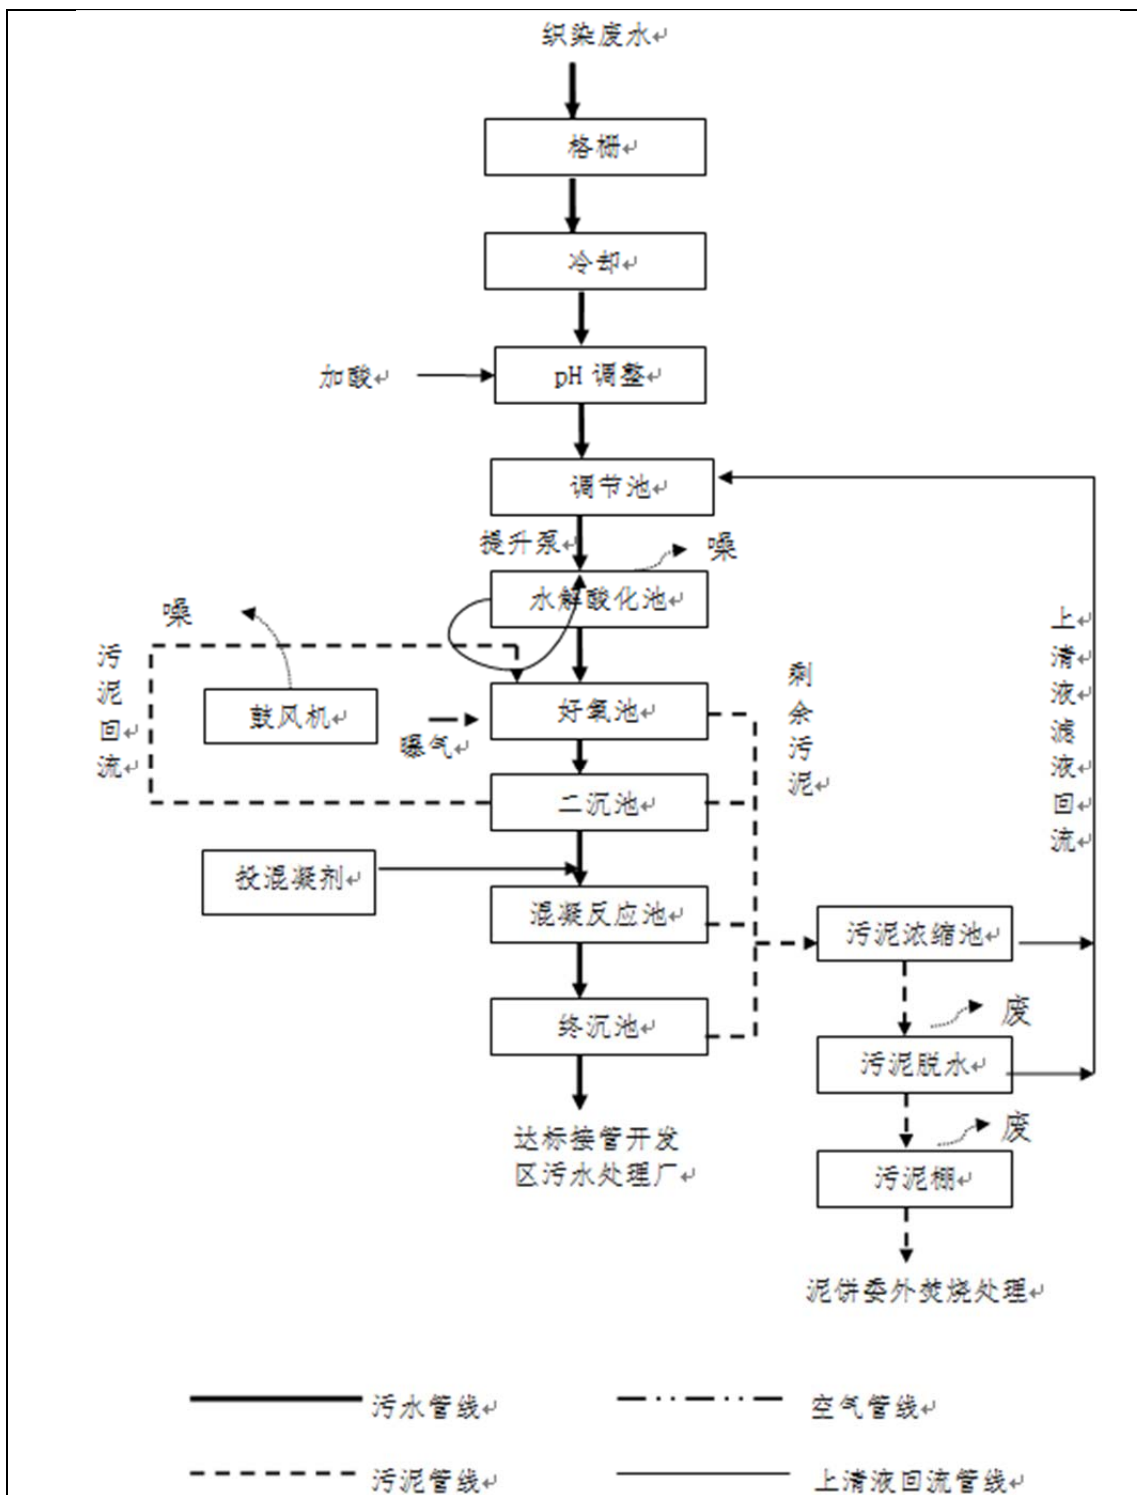 织染废水
格栅
冷却
加酸
pH 调整
调节池
提升泵
噪
水解酸化池
噪
污泥回流
鼓风机
曝气
好氧池
剩余污泥
上清液滤液回流
二沉池
投混凝剂
混凝反应池
污泥浓缩池
终沉池
废
污泥脱水
达标接管开发
区污水处理厂
废
污泥棚
泥饼委外焚烧处理
污水管线
空气管线
污泥管线
上清液回流管线